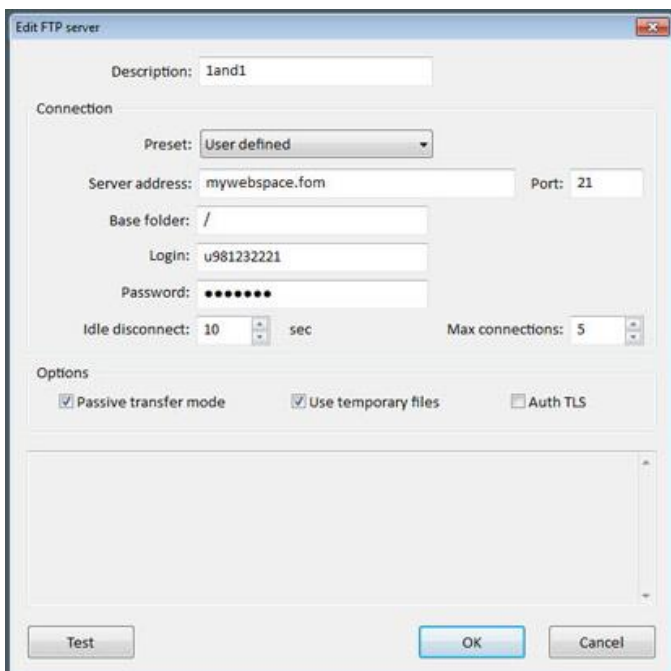 Edit FTP server
Description: 1and1
Connection
Preset: User defined
Server address: mywebspace.fom Port: 21
Base folder: /
Login: u981232221
Password: ●●●●●●●
Idle disconnect: 10 sec Max connections: 5
Options
Passive transfer mode Use temporary files Auth TLS
Test OK Cancel